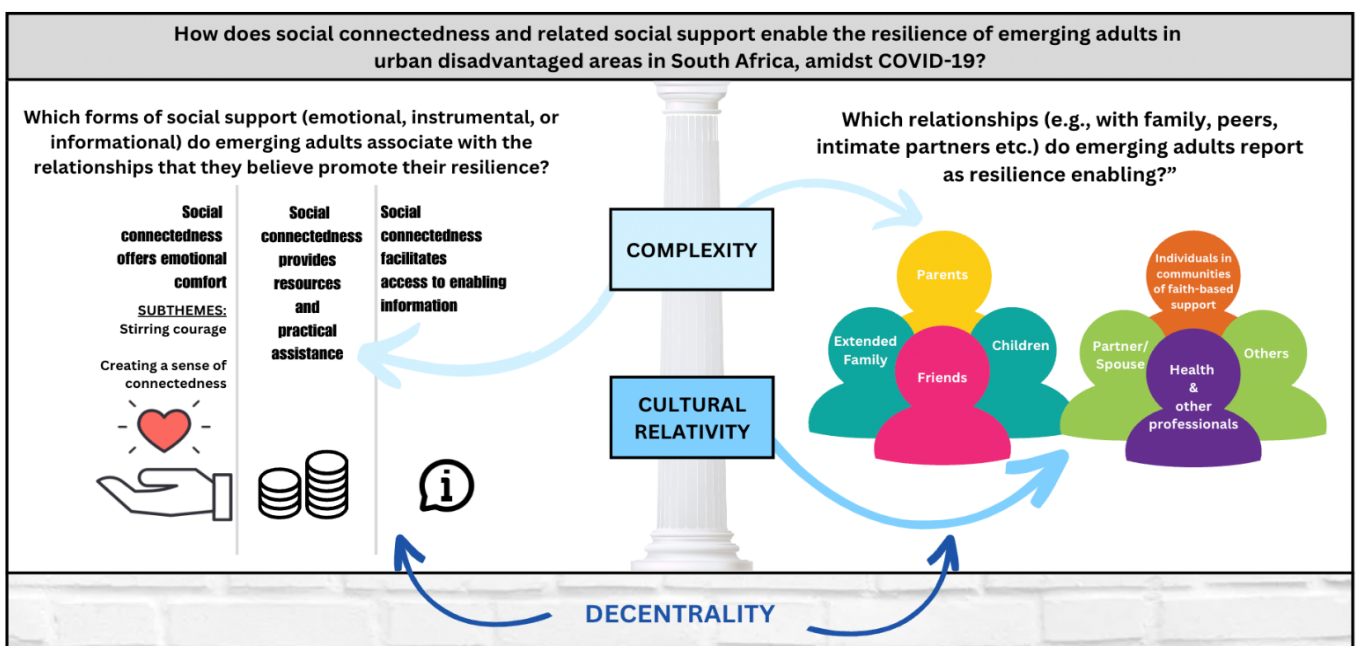 How does social connectedness and related social support enable the resilience of emerging adults in
urban disadvantaged areas in South Africa, amidst COVID-19?
Which forms of social support (emotional, instrumental, or
informational) do emerging adults associate with the
relationships that they believe promote their resilience?
Social
connectedness
offers emotional
comfort
SUBTHEMES:
Stirring courage
Creating a sense of
connectedness
Social
connectedness
provides
resources
and
practical
assistance
Social
connectedness
facilitates
access to enabling
information
i
COMPLEXITY
CULTURAL
RELATIVITY
Which relationships (e.g., with family, peers,
intimate partners etc.) do emerging adults report
as resilience enabling?”
Parents
Extended
Family
Children
Friends
Individuals in
communities
of faith-based
support
Partner/
Spouse
Others
Health
&
other
professionals
DECENTRALITY